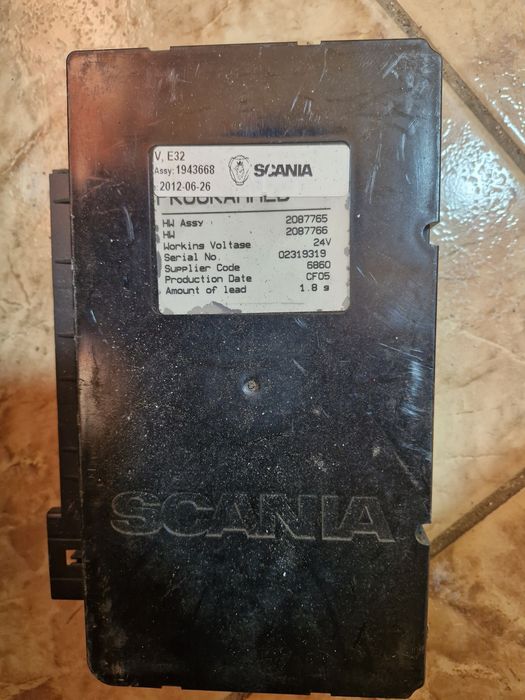 V, E32
Assy:1943668
: 2012-06-26
SCANIA
PROGRAMMED
HW Assy 2087765
HW 2087766
Working Voltage 24V
Serial No. 02319319
Supplier Code 6860
Production Date CF05
Amount of lead 1.8 g
SCANIA